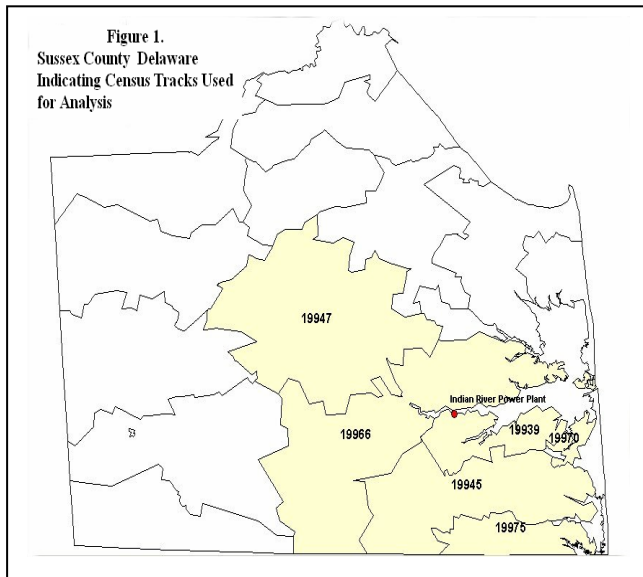 Figure 1.
Sussex County Delaware
Indicating Census Tracks Used
for Analysis
19947
Indian River Power Plant
19966
19939
19970
19945
19975